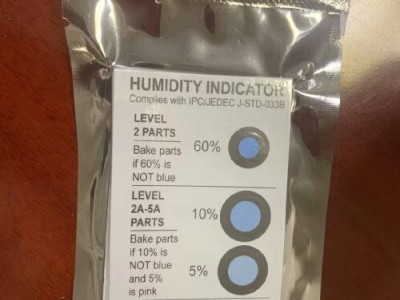 HUMIDITY INDICATOR
Complies with IPC/JEDEC J-STD-033B
LEVEL
2 PARTS
Bake parts
if 60% is
NOT blue
60%
LEVEL
2A-5A
PARTS
Bake parts
if 10% is
NOT blue
and 5%
is pink
10%
5%